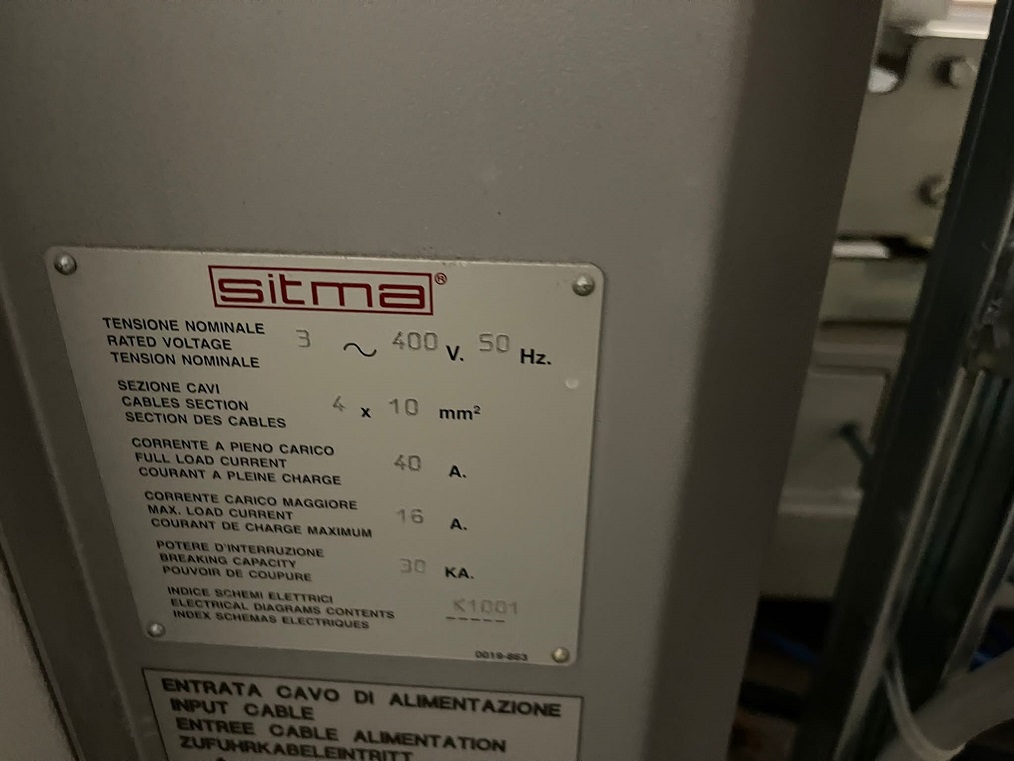 sitma®
TENSIONE NOMINALE
RATED VOLTAGE 3 ~ 400 V. 50 Hz.
TENSION NOMINALE
SEZIONE CAVI
CABLES SECTION 4 x 10 mm²
SECTION DES CABLES
CORRENTE A PIENO CARICO
FULL LOAD CURRENT 40 A.
COURANT A PLEINE CHARGE
CORRENTE CARICO MAGGIORE
MAX. LOAD CURRENT 16 A.
COURANT DE CHARGE MAXIMUM
POTERE D'INTERRUZIONE
BREAKING CAPACITY 30 KA.
POUVOIR DE COUPURE
INDICE SCHEMI ELETTRICI
ELECTRICAL DIAGRAMS CONTENTS K1001
INDEX SCHEMAS ELECTRIQUES
0019-863
ENTRATA CAVO DI ALIMENTAZIONE
INPUT CABLE
ENTREE CABLE ALIMENTATION
ZUFUHRKABELEINTRITT